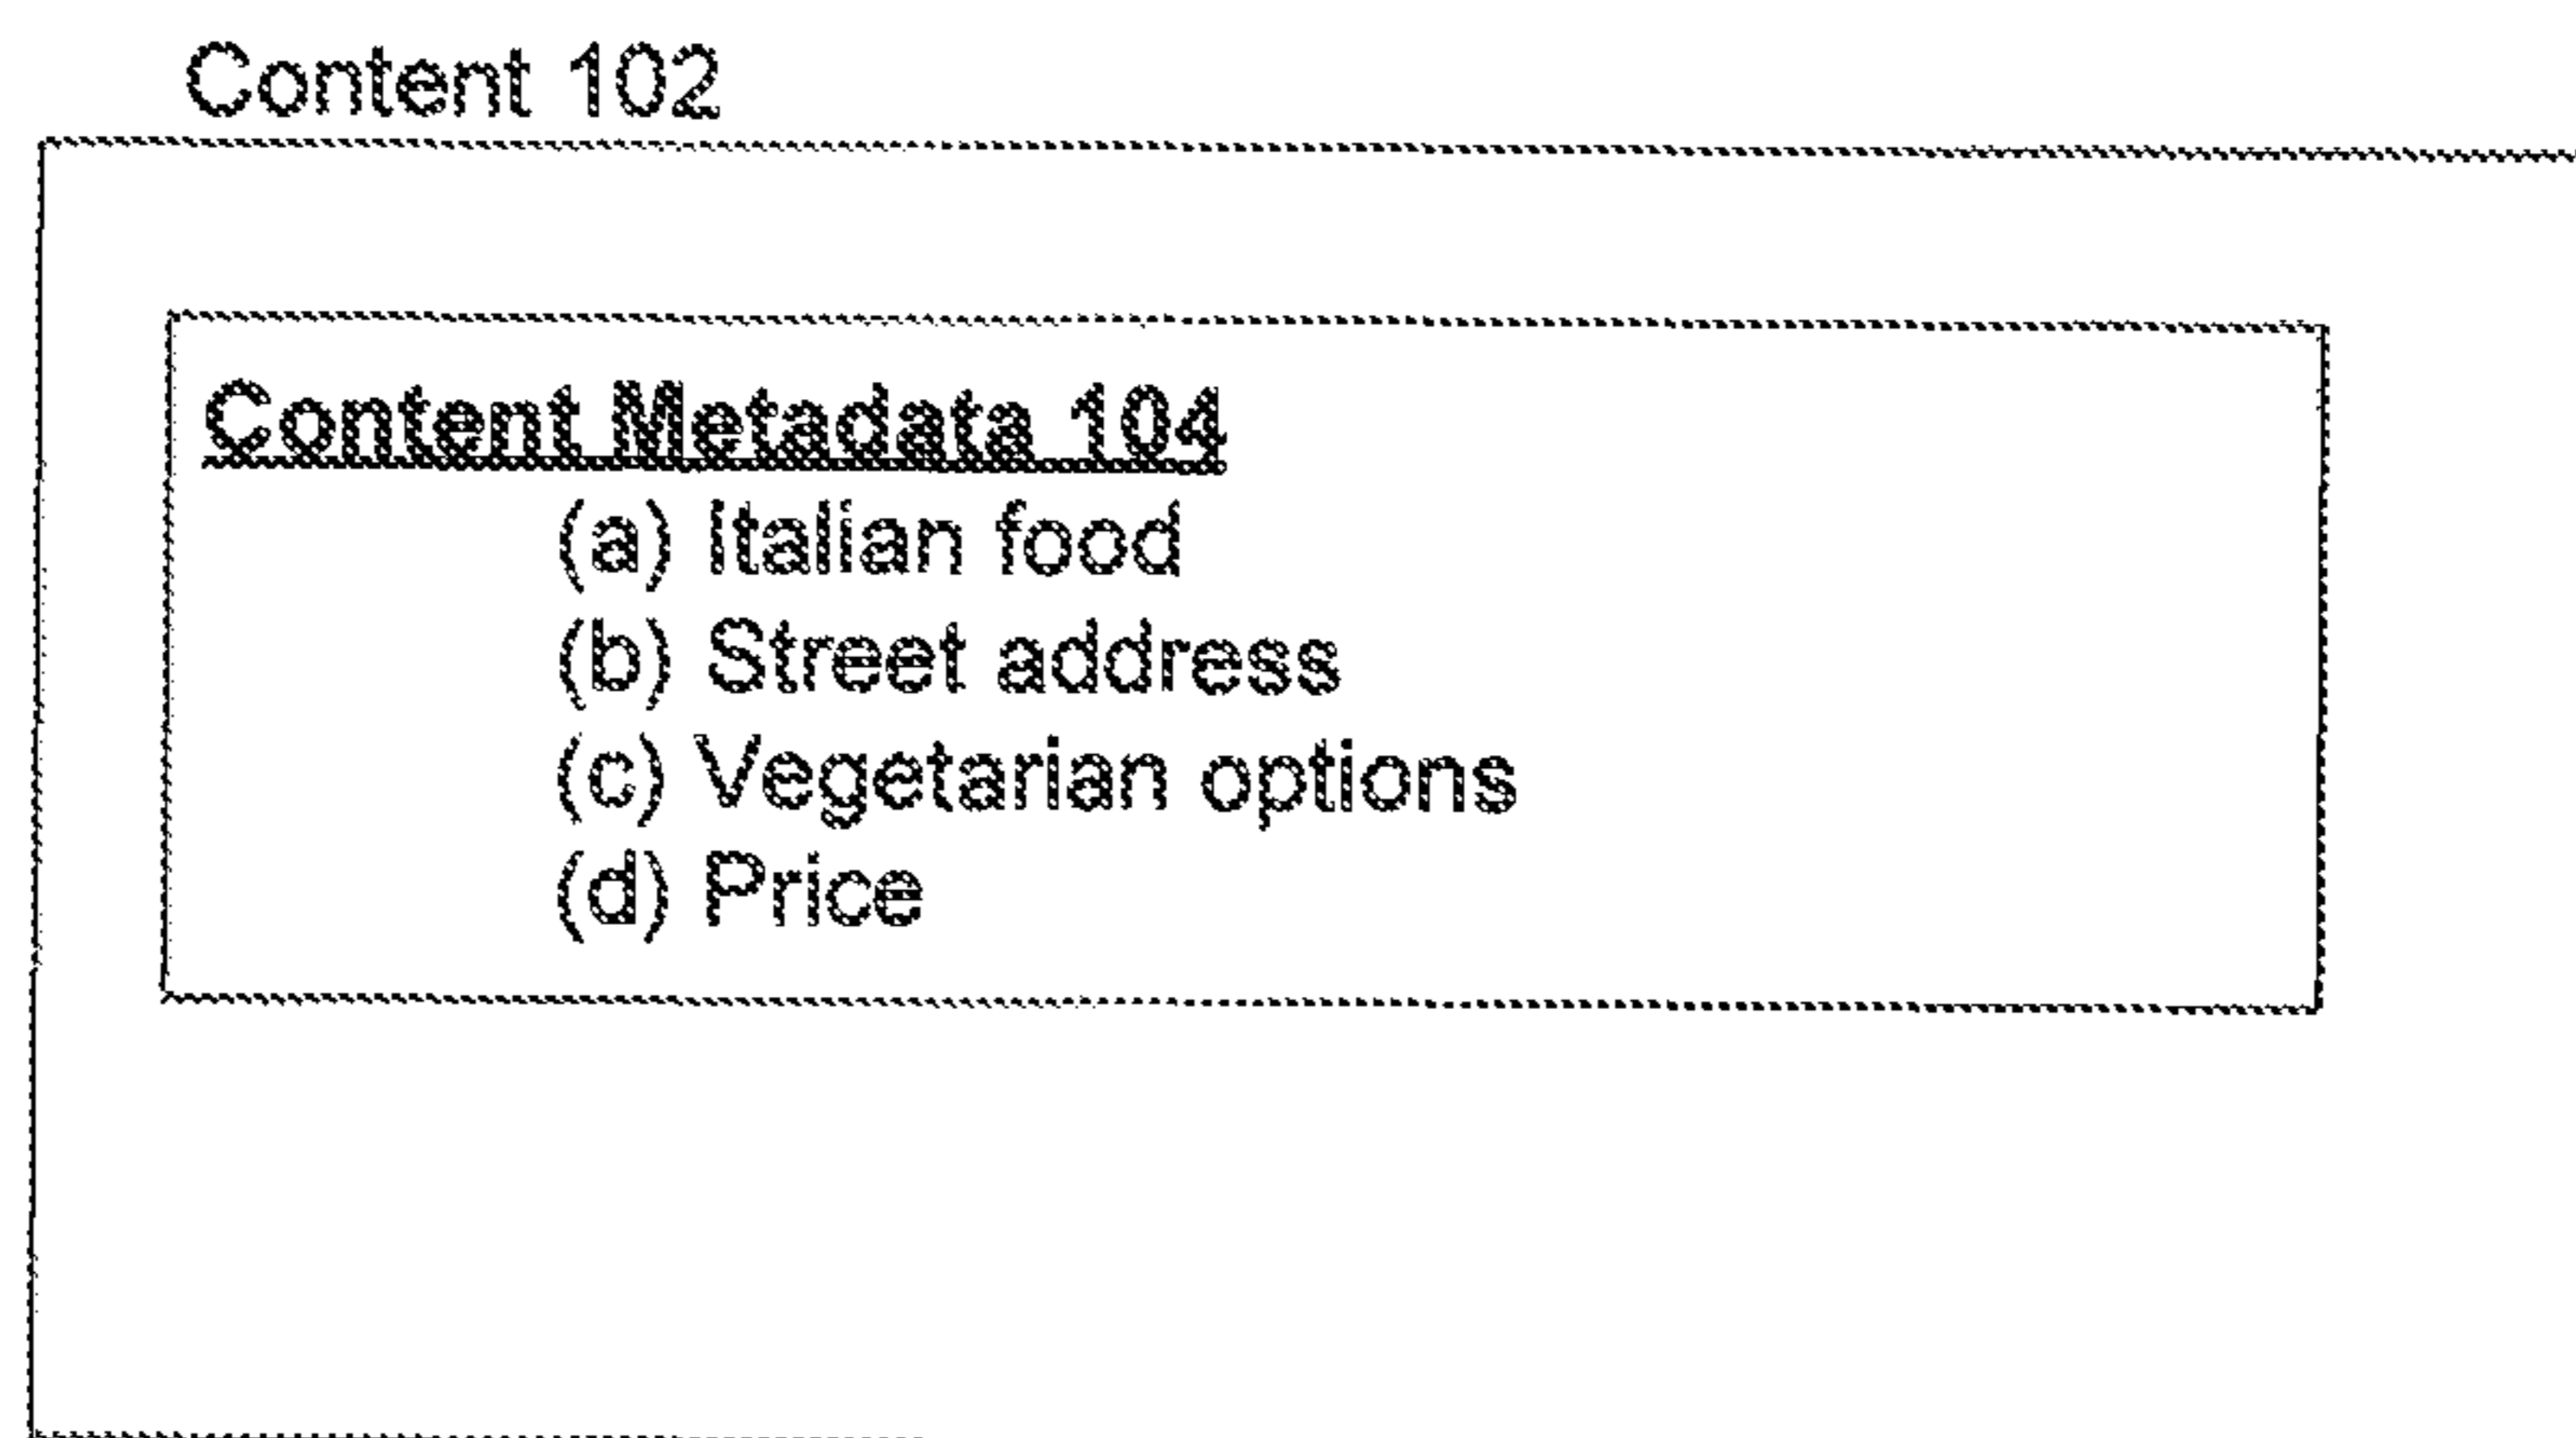 Content 102
Content Metadata 104
(a) Italian food
(b) Street address
(c) Vegetarian options
(d) Price